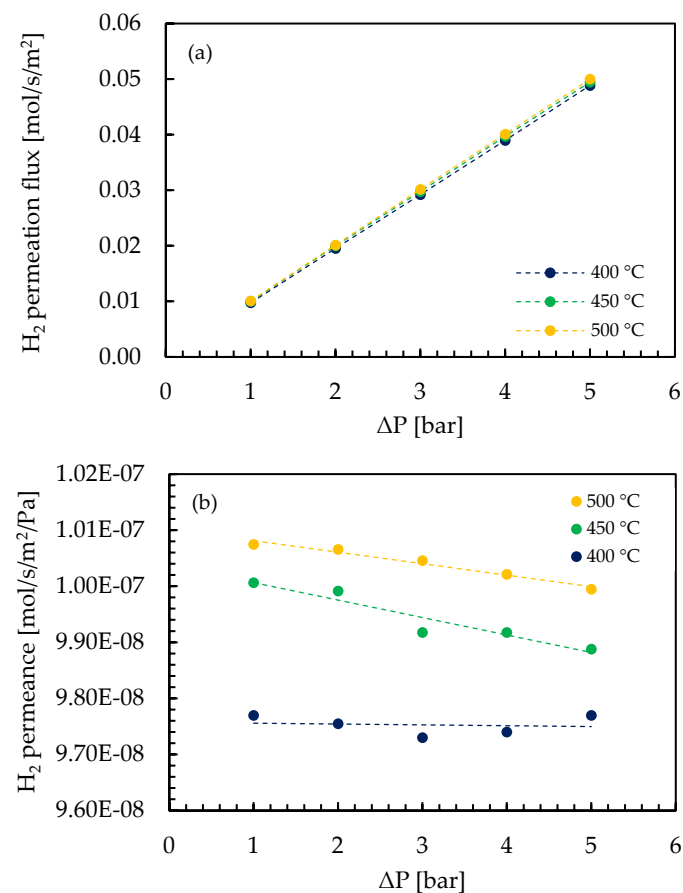 H₂ permeation flux [mol/s/m²]
0.06
0.05
0.04
0.03
0.02
0.01
0.00
(a)
400 °C
450 °C
500 °C
0 1 2 3 4 5 6
ΔP [bar]
H₂ permeance [mol/s/m²/Pa]
1.02E-07
1.01E-07
1.00E-07
9.90E-08
9.80E-08
9.70E-08
9.60E-08
(b)
500 °C
450 °C
400 °C
0 1 2 3 4 5 6
ΔP [bar]